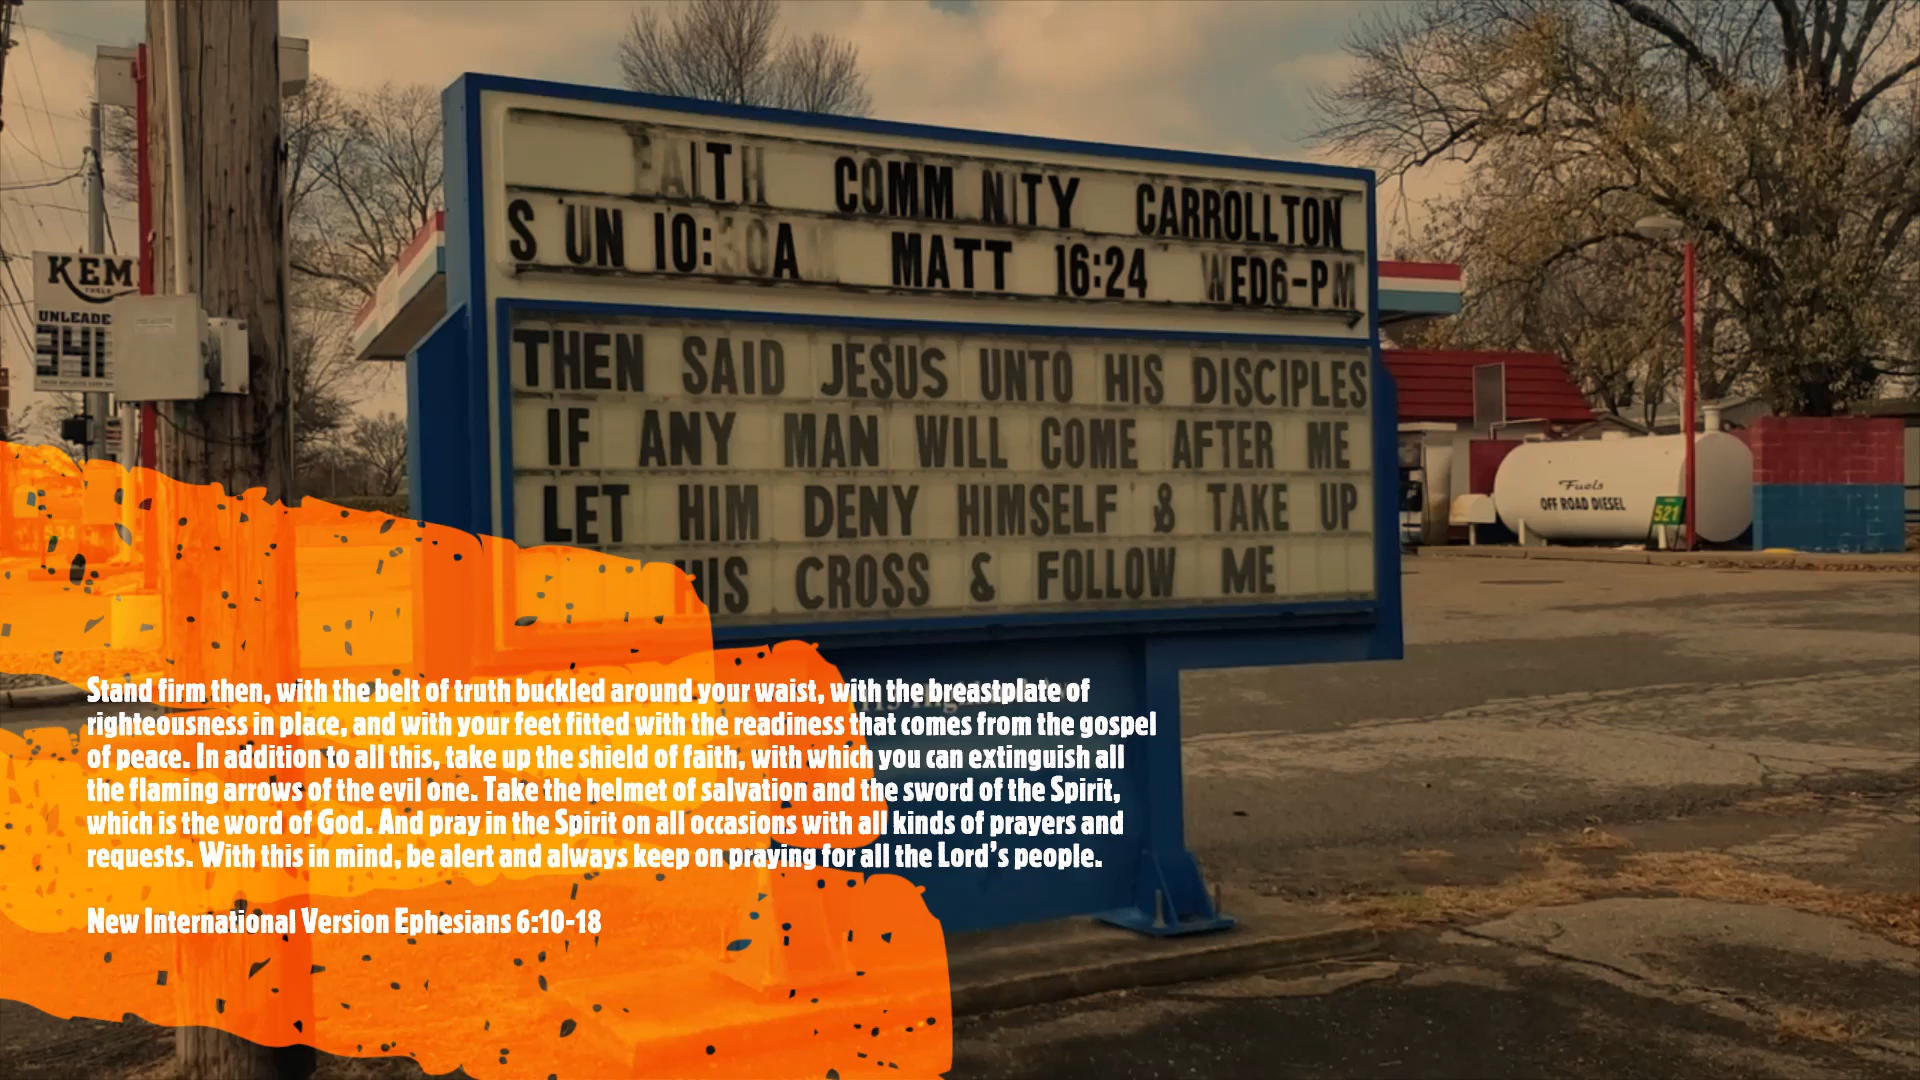 FAITH COMM NITY CARROLLTON
S UN 10:30A MATT 16:24 WED6-PM
THEN SAID JESUS UNTO HIS DISCIPLES
IF ANY MAN WILL COME AFTER ME
LET HIM DENY HIMSELF & TAKE UP
HIS CROSS & FOLLOW ME
KEM
FUELS
UNLEADE
Fuels
OFF ROAD DIESEL
521
Stand firm then, with the belt of truth buckled around your waist, with the breastplate of
righteousness in place, and with your feet fitted with the readiness that comes from the gospel
of peace. In addition to all this, take up the shield of faith, with which you can extinguish all
the flaming arrows of the evil one. Take the helmet of salvation and the sword of the Spirit,
which is the word of God. And pray in the Spirit on all occasions with all kinds of prayers and
requests. With this in mind, be alert and always keep on praying for all the Lord's people.
New International Version Ephesians 6:10-18